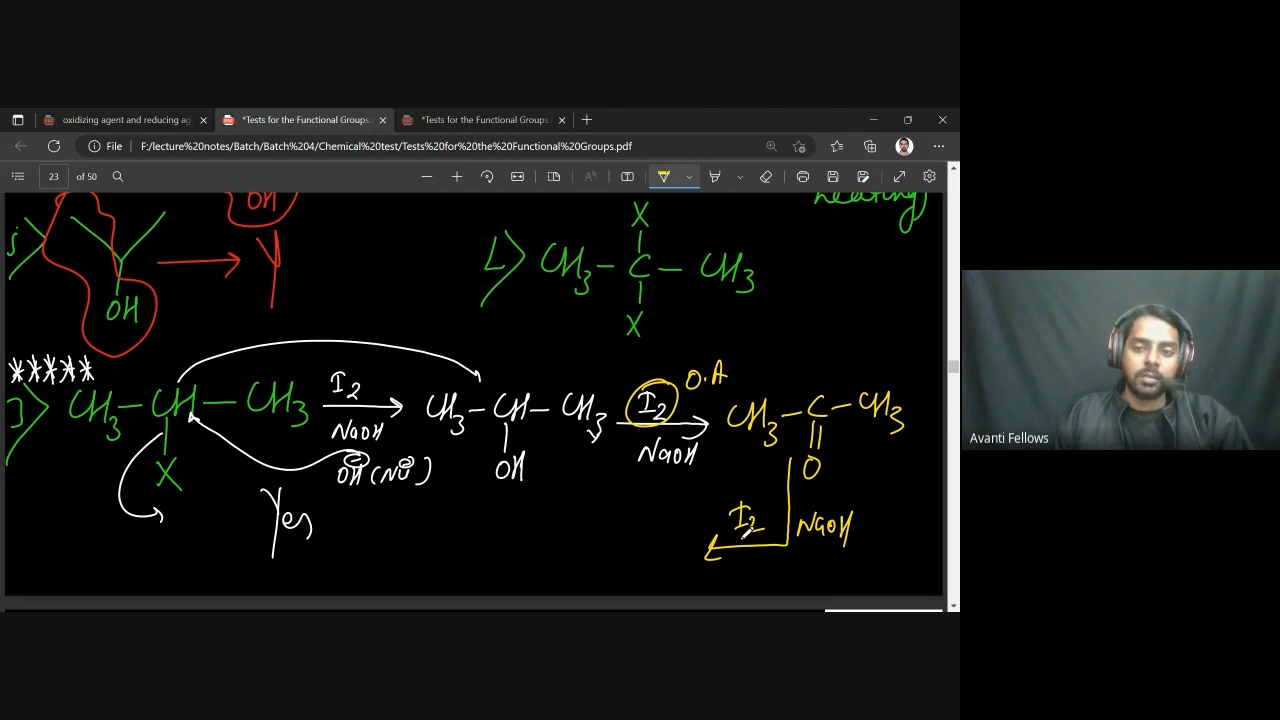 oxidizing agent and reducing ag
*Tests for the Functional Groups.
*Tests for the Functional Groups.
File
F:/lecture%20notes/Batch/Batch%204/Chemical%20test/Tests%20for%20the%20Functional%20Groups.pdf
23 of 50
OH
heating
X
CH3 – C – CH3
X
L>
j>
OH
*****
J> CH3 – CH – CH3
X
I2
NaOH
OH (Nu)
CH3 – CH – CH3
OH
I2 O.A
NaOH
CH3 – C – CH3
O
I2 NaOH
Yes
Avanti Fellows